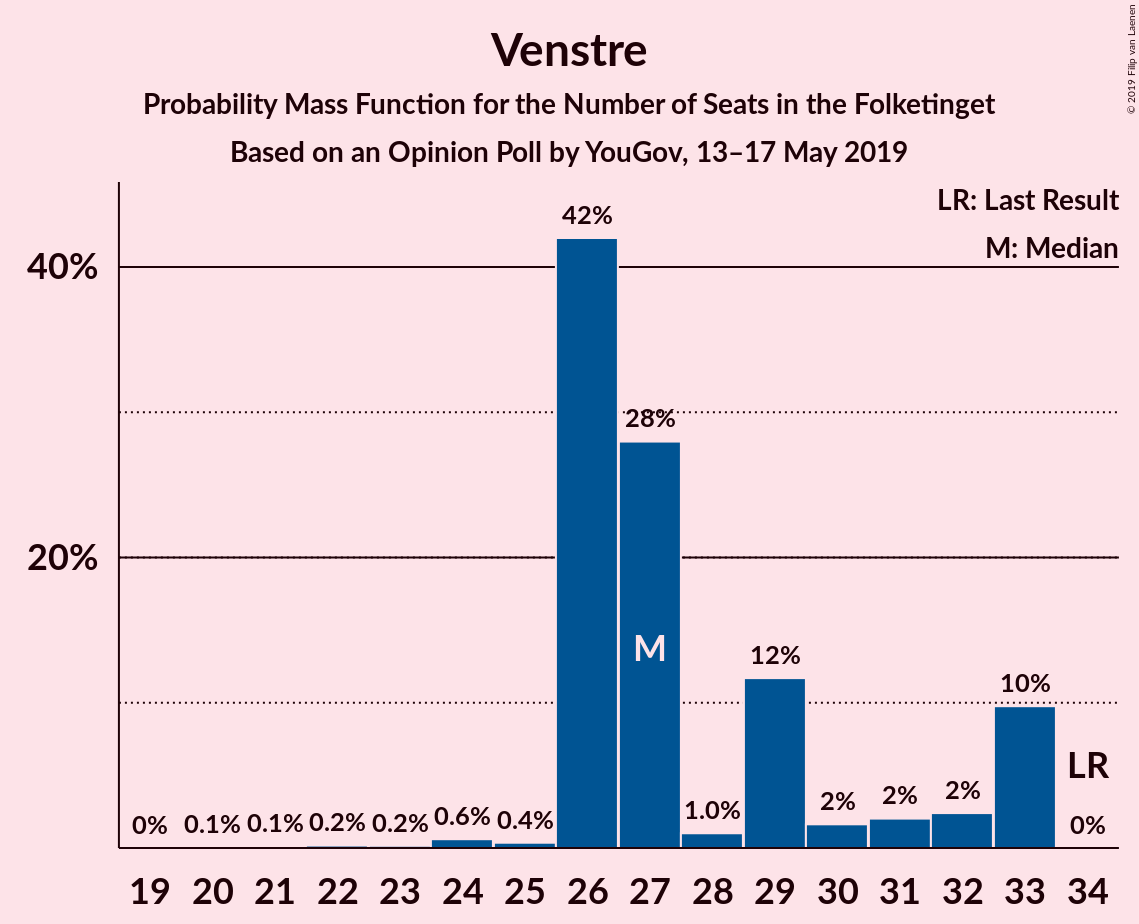 Venstre
Probability Mass Function for the Number of Seats in the Folketinget
Based on an Opinion Poll by YouGov, 13–17 May 2019
© 2019 Filip van Laenen
LR: Last Result
M: Median
40%
20%
0%
0.1%
0.1%
0.2%
0.2%
0.6%
0.4%
42%
28%
1.0%
12%
2%
2%
2%
10%
0%
M
LR
19 20 21 22 23 24 25 26 27 28 29 30 31 32 33 34